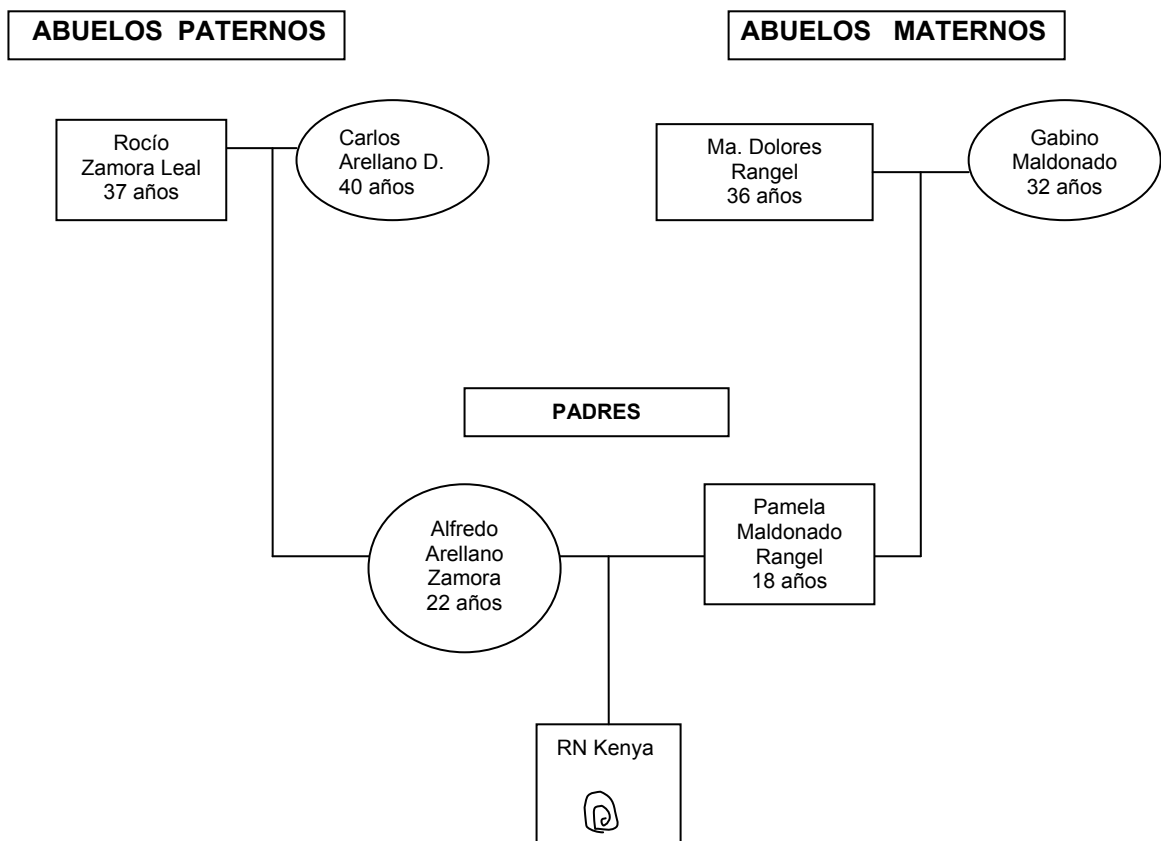 ABUELOS PATERNOS
ABUELOS MATERNOS
Rocío
Zamora Leal
37 años
Carlos
Arellano D.
40 años
Ma. Dolores
Rangel
36 años
Gabino
Maldonado
32 años
PADRES
Alfredo
Arellano
Zamora
22 años
Pamela
Maldonado
Rangel
18 años
RN Kenya